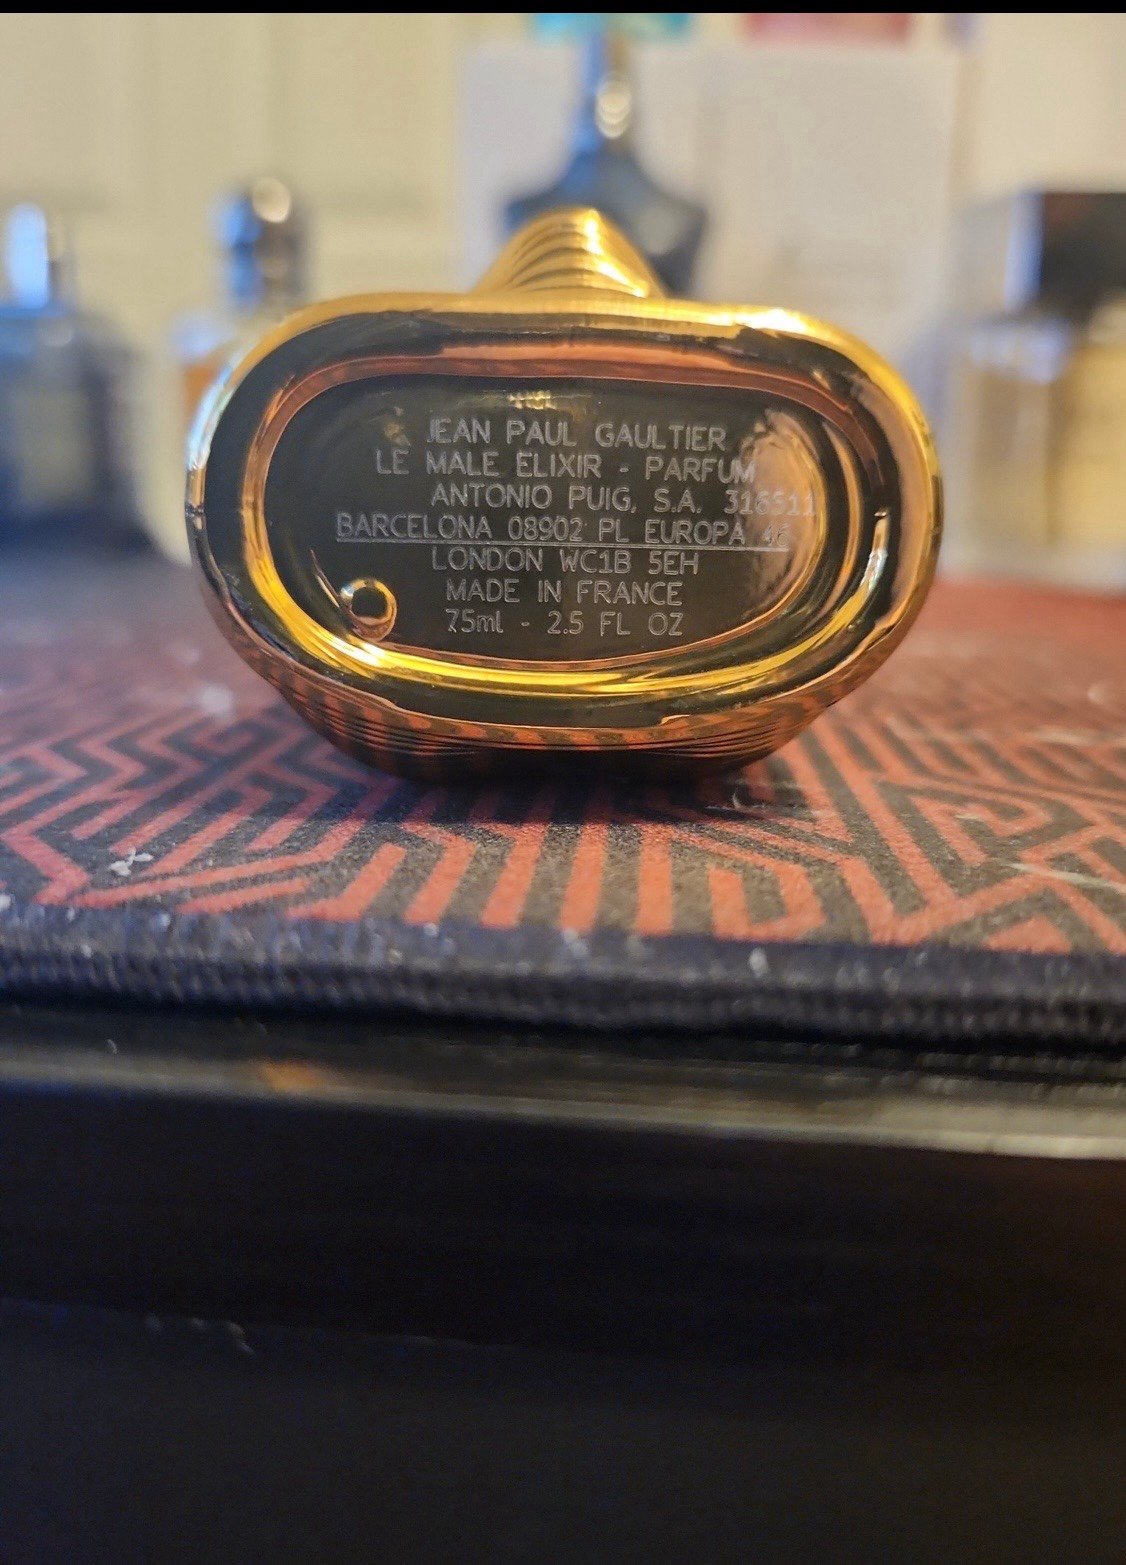 JEAN PAUL GAULTIER
LE MALE ELIXIR - PARFUM
ANTONIO PUIG, S.A. 316511
BARCELONA 08902 PL EUROPA 46
LONDON WC1B 5EH
MADE IN FRANCE
75ml - 2.5 FL OZ